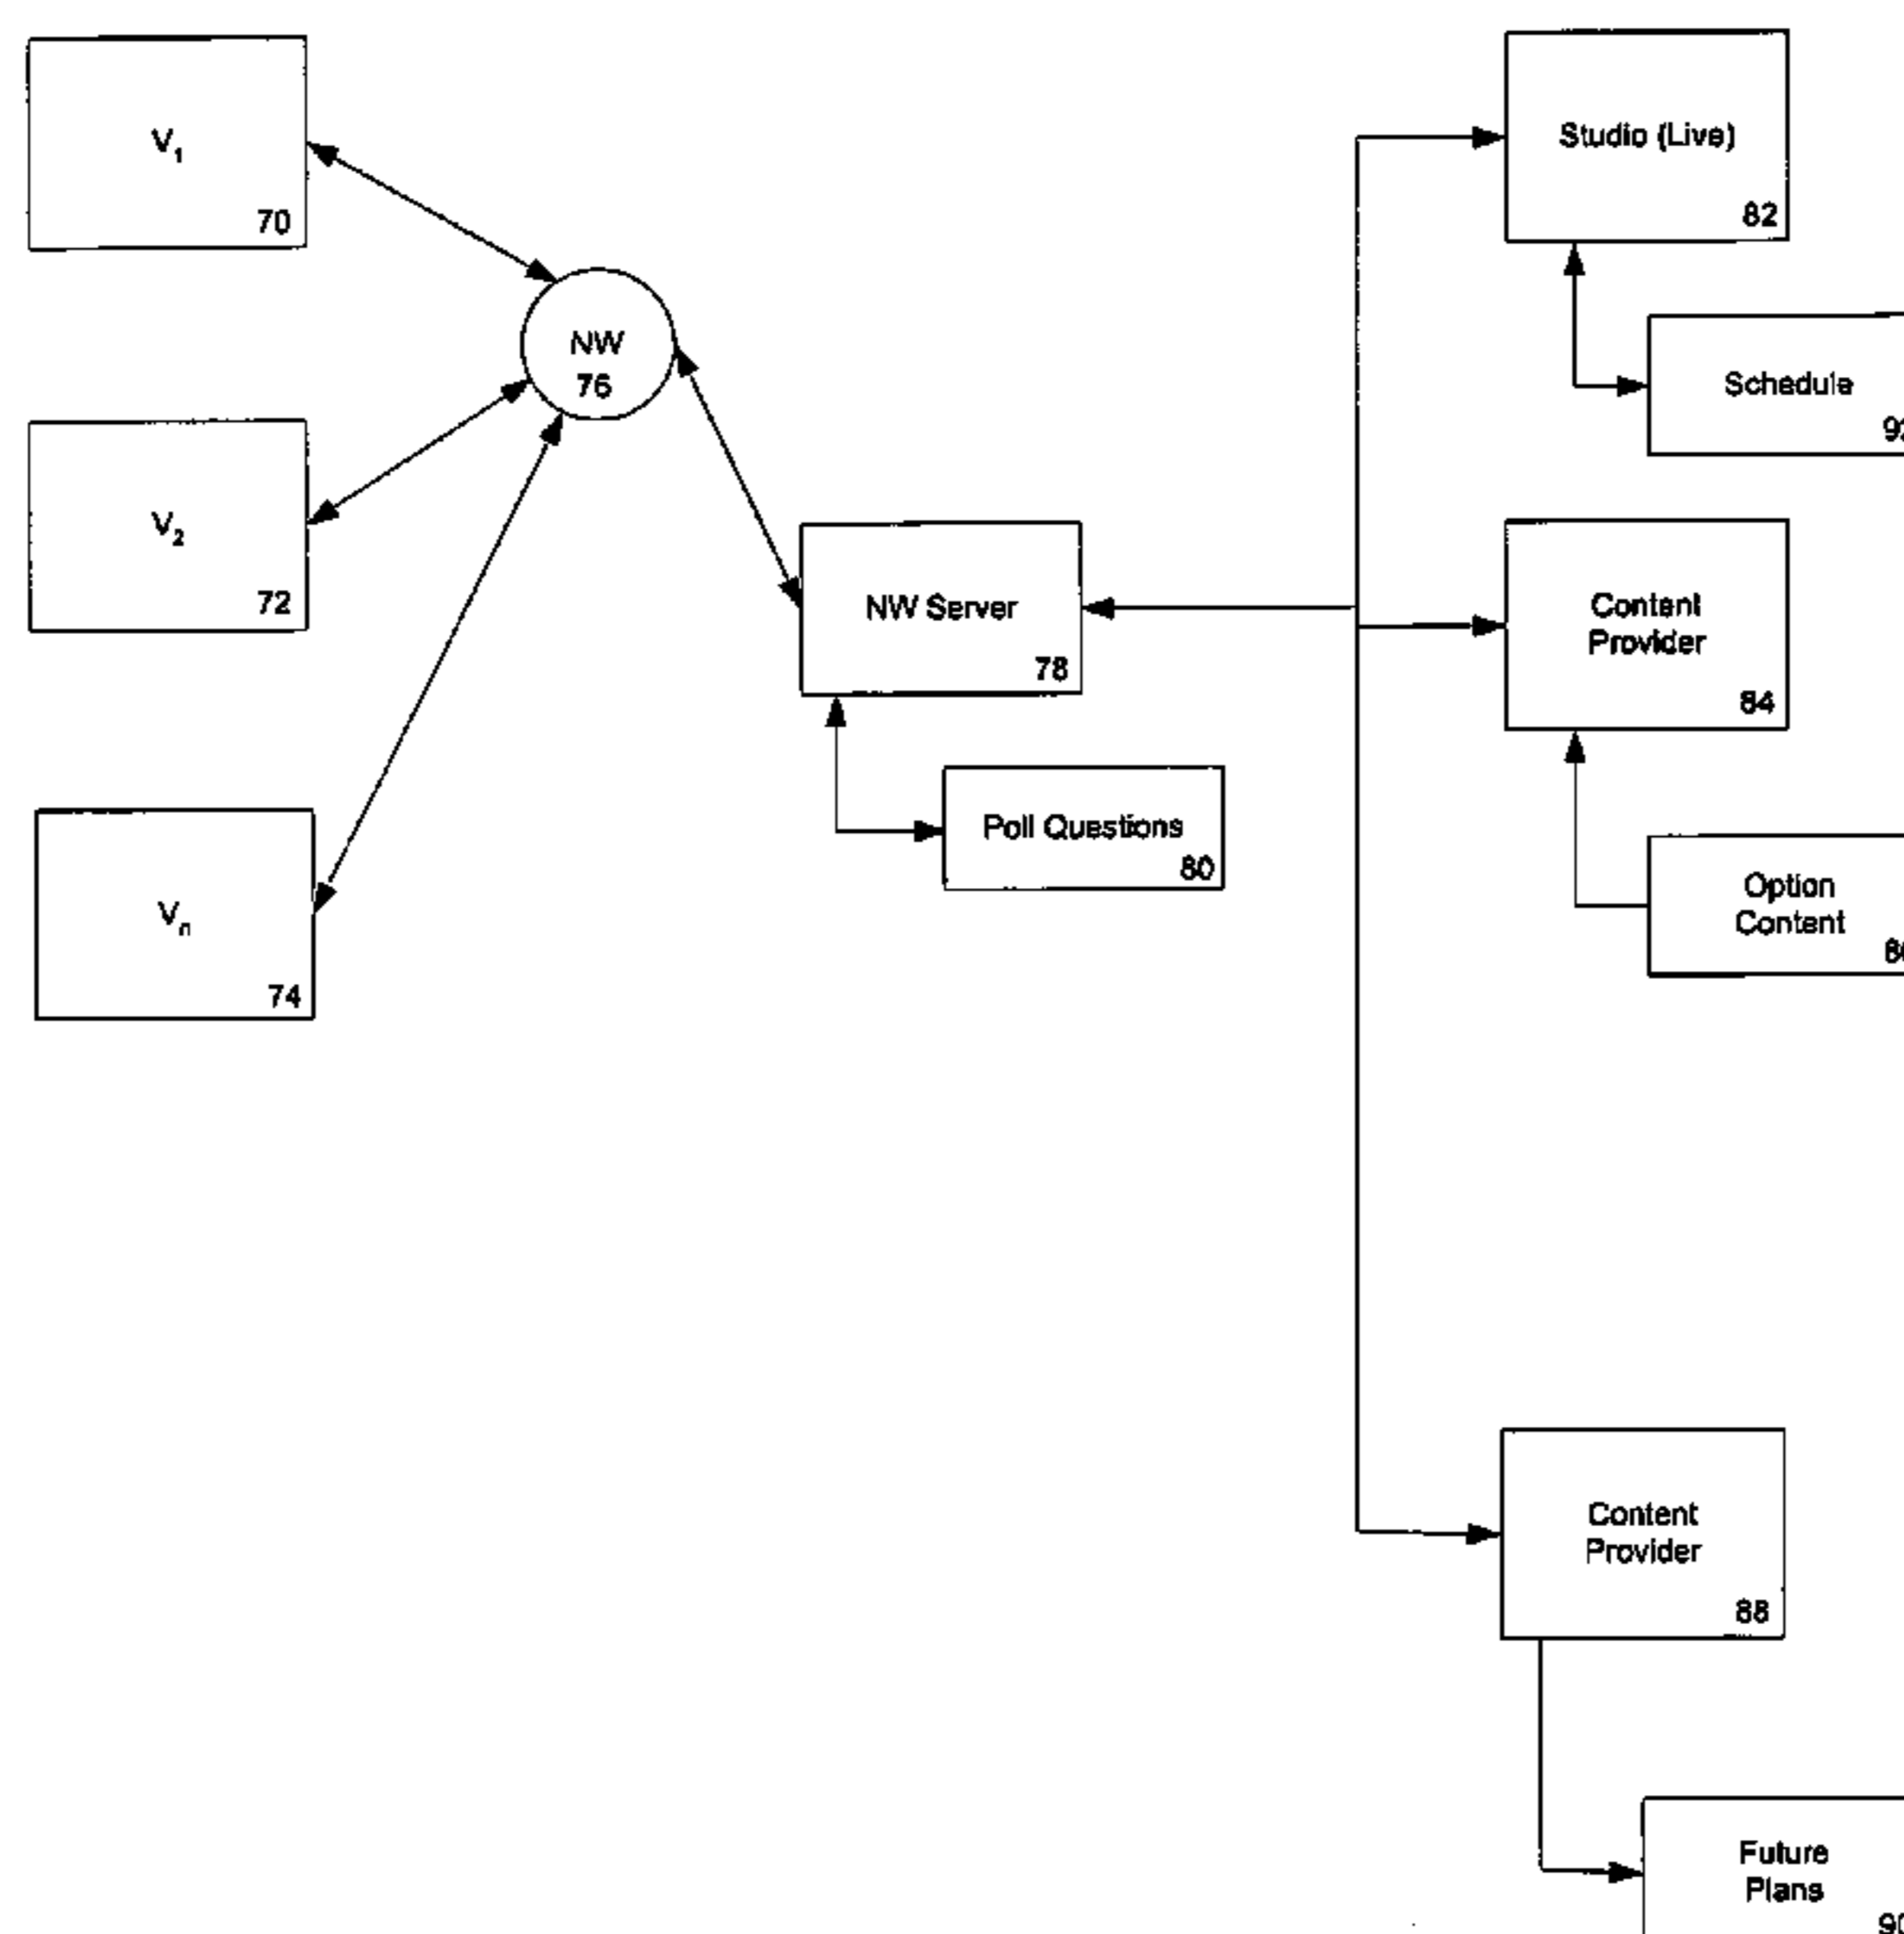 V1
70
V2
72
Vn
74
NW
76
NW Server
78
Poll Questions
80
Studio (Live)
82
Schedule
Content
Provider
84
Option
Content
Content
Provider
88
Future
Plans
90